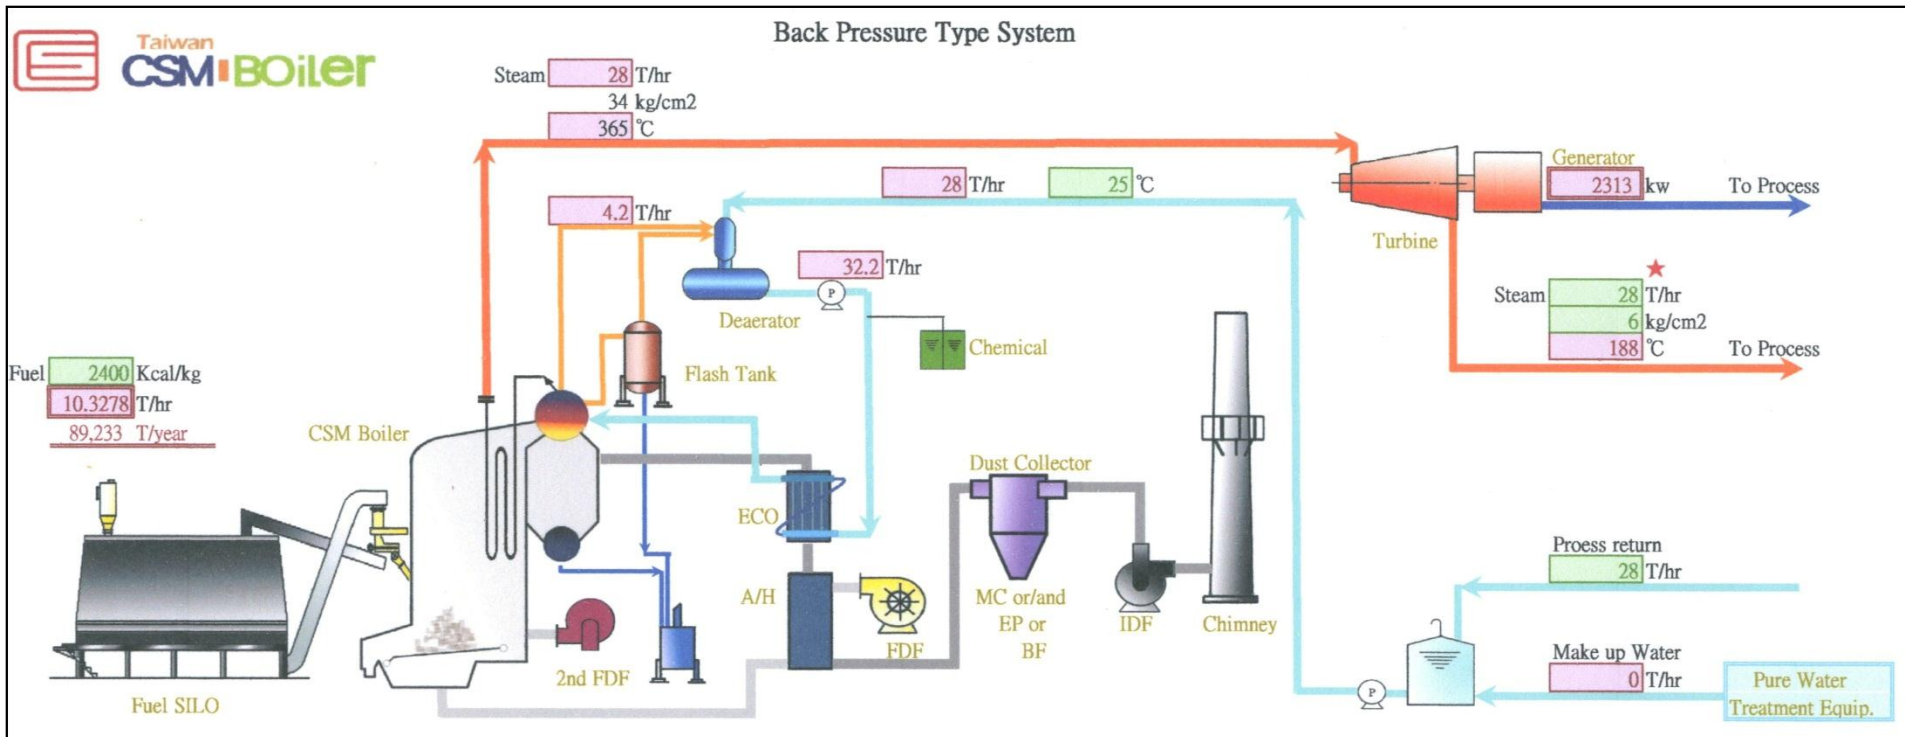 Back Pressure Type System
Taiwan
CSM BOiler
Steam 28 T/hr
34 kg/cm2
365 ℃
28 T/hr
25 ℃
Generator
2313 kw
To Process
4.2 T/hr
Turbine
32.2 T/hr
P
Deaerator
★
Steam 28 T/hr
6 kg/cm2
188 ℃
To Process
Chemical
Flash Tank
Fuel 2400 Kcal/kg
10.3278 T/hr
89,233 T/year
CSM Boiler
Dust Collector
ECO
Proess return
28 T/hr
A/H
MC or/and
EP or
BF
IDF
Chimney
FDF
2nd FDF
Make up Water
0 T/hr
P
Pure Water
Treatment Equip.
Fuel SILO